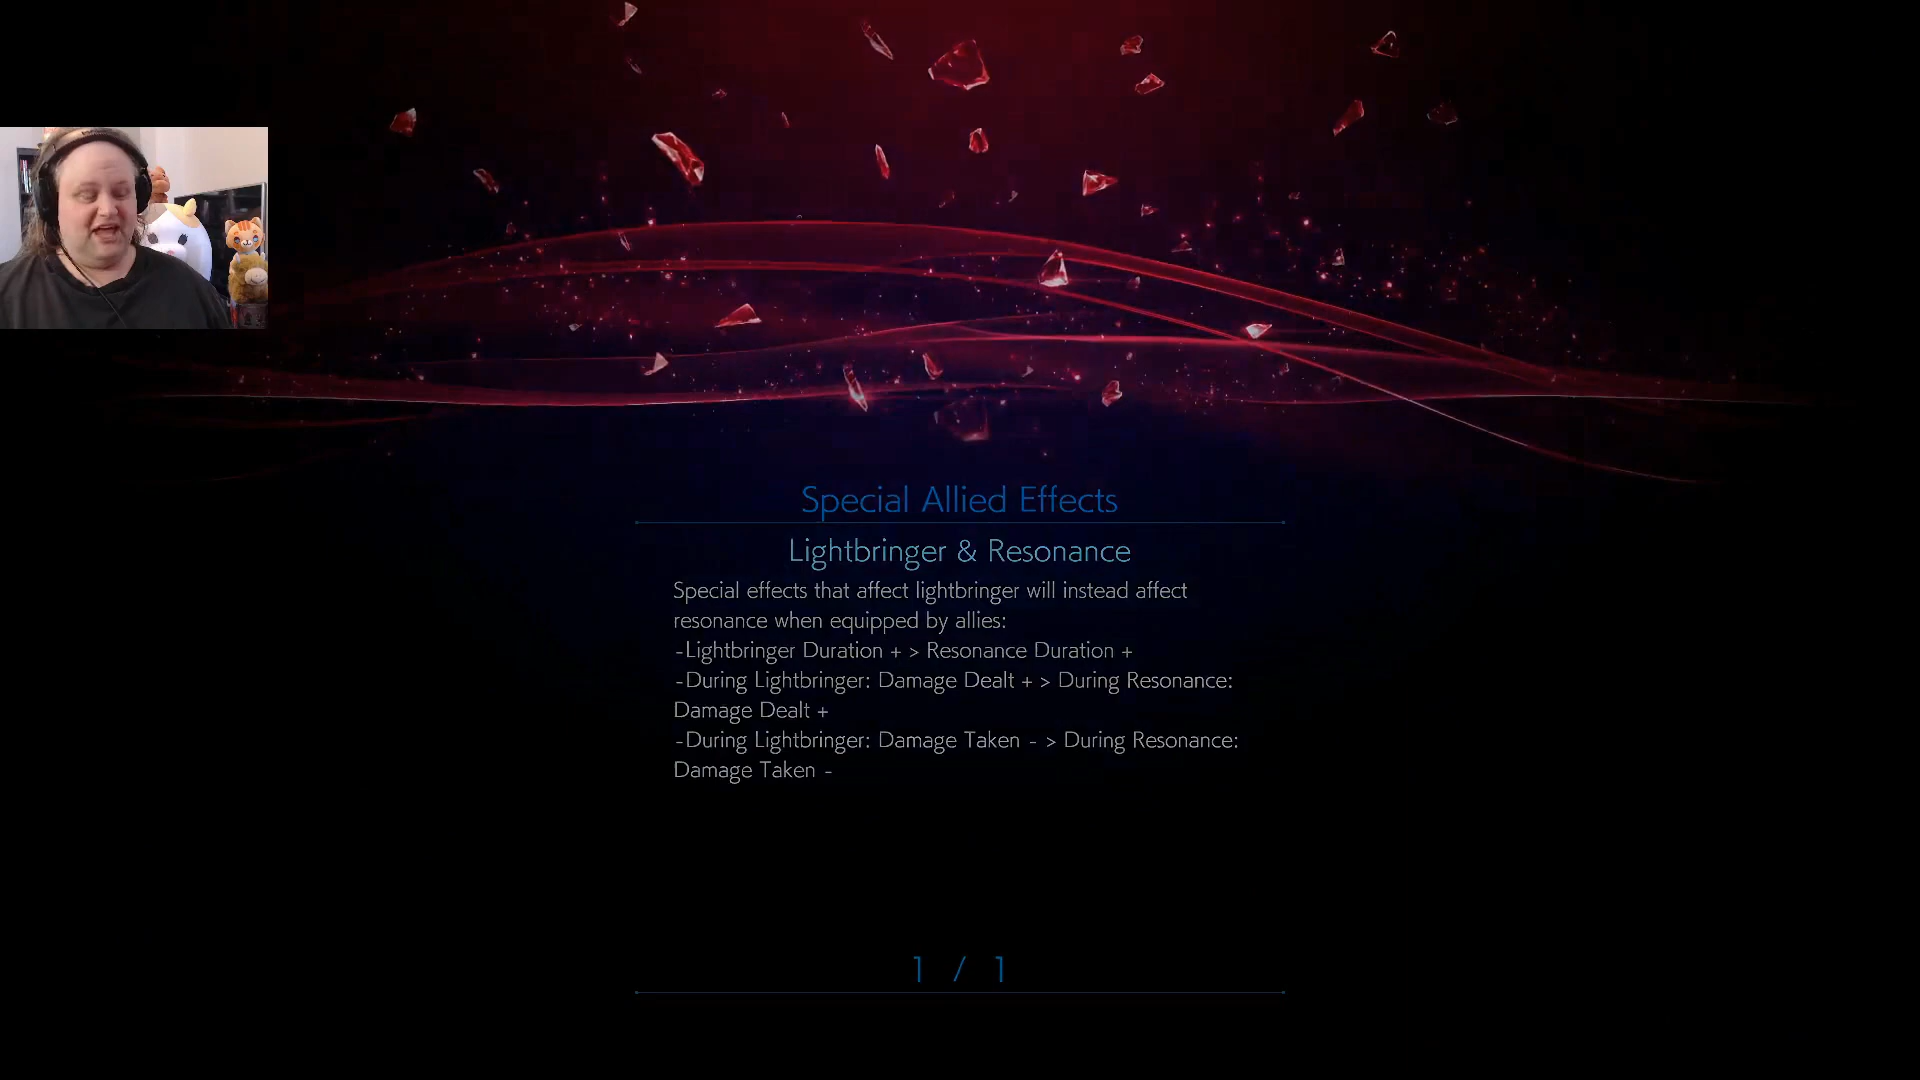 Special Allied Effects
Lightbringer & Resonance
Special effects that affect lightbringer will instead affect
resonance when equipped by allies:
-Lightbringer Duration + > Resonance Duration +
-During Lightbringer: Damage Dealt + > During Resonance:
Damage Dealt +
-During Lightbringer: Damage Taken - > During Resonance:
Damage Taken -
1 / 1